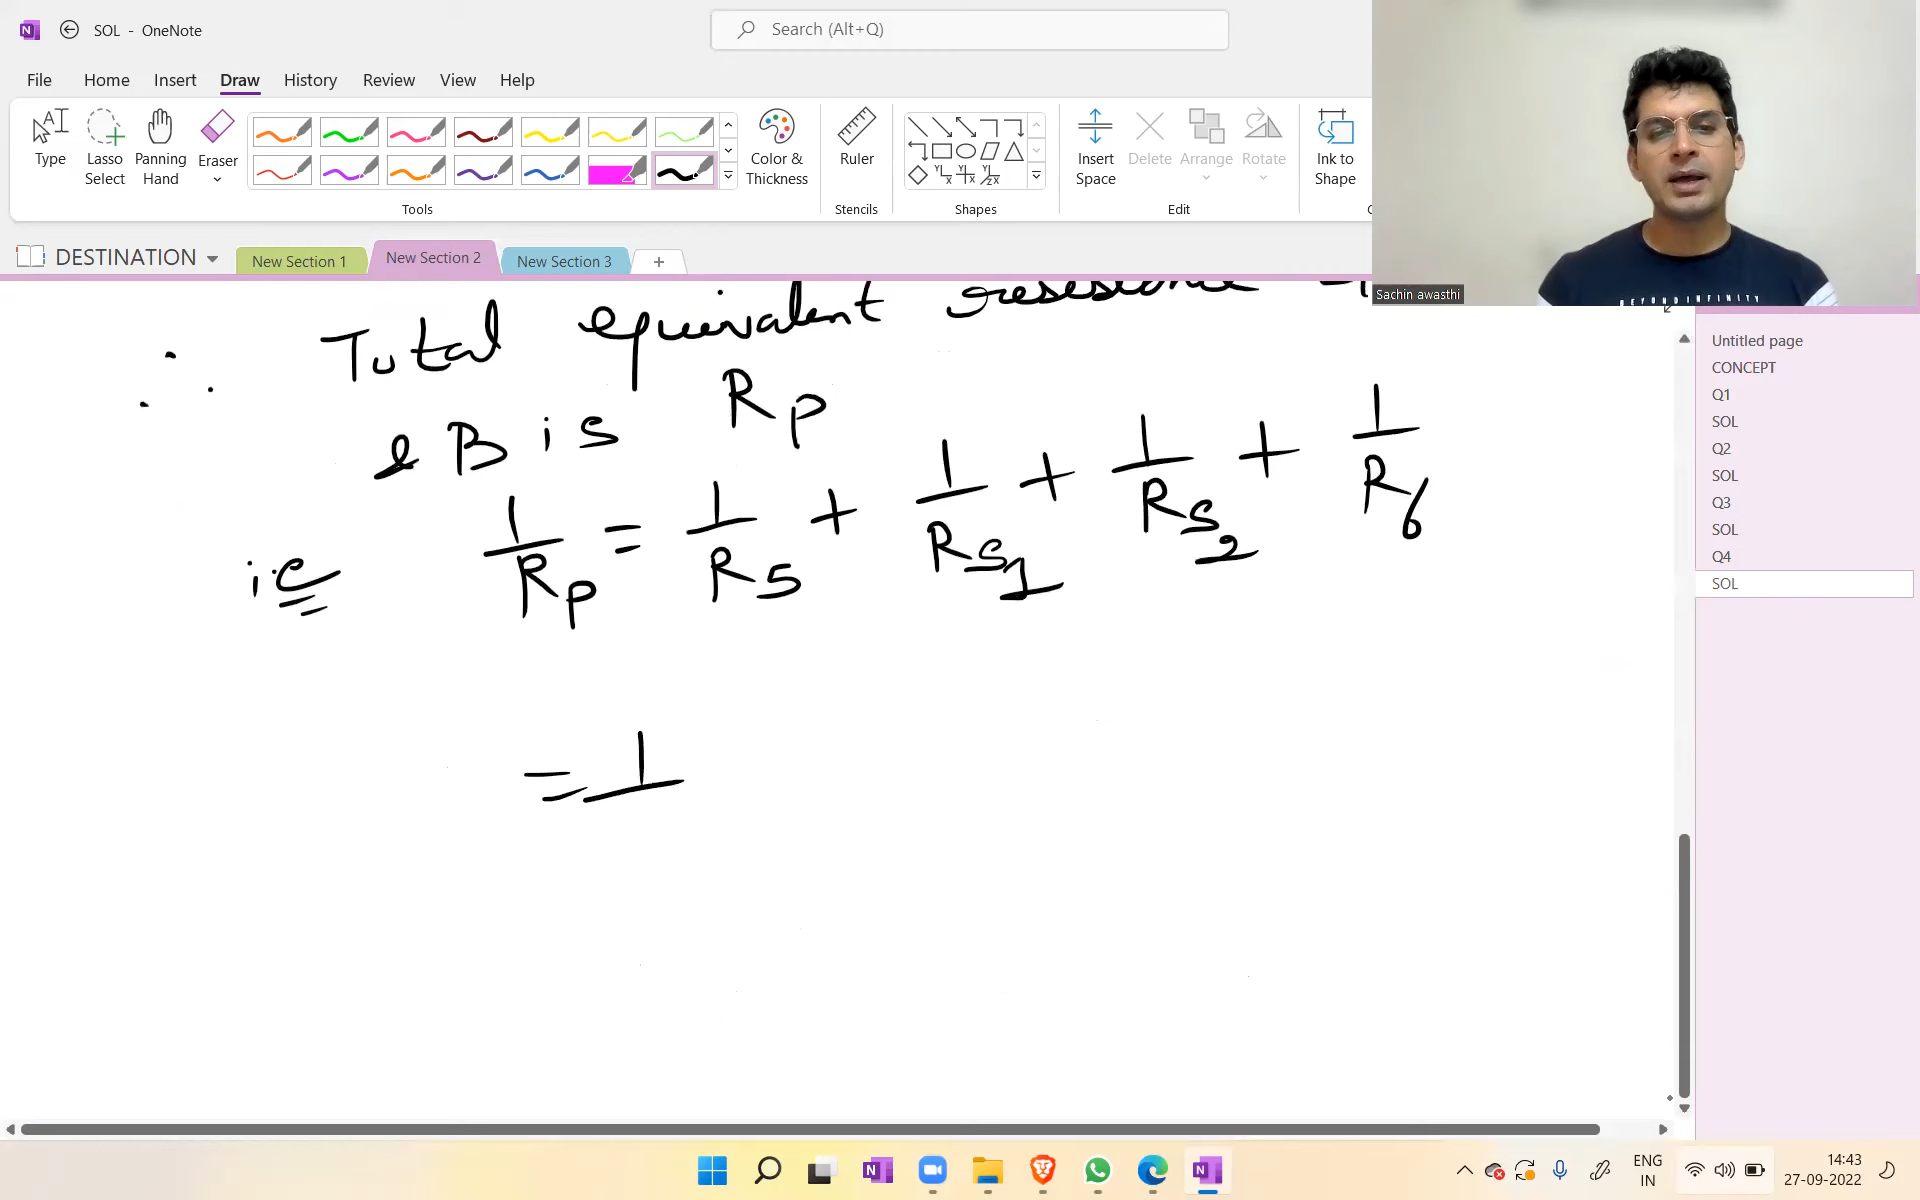 SOL - OneNote
Search (Alt+Q)
File Home Insert Draw History Review View Help
Type
Lasso Select
Panning Hand
Eraser
Color & Thickness
Ruler
Insert Space
Delete
Arrange
Rotate
Ink to Shape
Tools
Stencils
Shapes
Edit
DESTINATION
New Section 1
New Section 2
New Section 3
BEYOND INFINITY
Sachin awasthi
Untitled page
CONCEPT
Q1
SOL
Q2
SOL
Q3
SOL
Q4
SOL
∴ Total equivalent
& B is Rp
i.e 1/Rp = 1/R5 + 1/Rs1 + 1/Rs2 + 1/R6
= 1
ENG
IN
14:43
27-09-2022